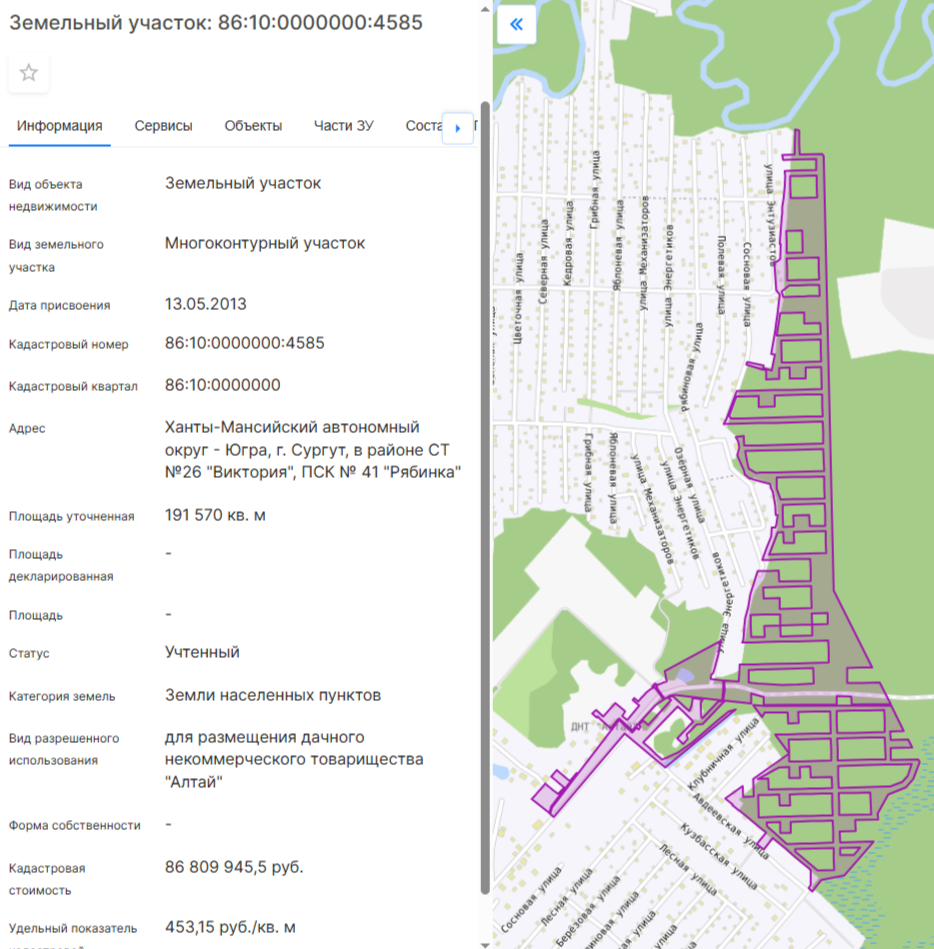 Земельный участок: 86:10:0000000:4585
Информация
Сервисы
Объекты
Части ЗУ
Соста
Вид объекта
недвижимости
Земельный участок
Вид земельного
участка
Многоконтурный участок
Дата присвоения
13.05.2013
Кадастровый номер
86:10:0000000:4585
Кадастровый квартал
86:10:0000000
Адрес
Ханты-Мансийский автономный
округ - Югра, г. Сургут, в районе СТ
№26 "Виктория", ПСК № 41 "Рябинка"
Площадь уточненная
191 570 кв. м
Площадь
декларированная
-
Площадь
-
Статус
Учтенный
Категория земель
Земли населенных пунктов
Вид разрешенного
использования
для размещения дачного
некоммерческого товарищества
"Алтай"
Форма собственности
-
Кадастровая
стоимость
86 809 945,5 руб.
Удельный показатель
453,15 руб./кв. м
Цветочная улица
Северная улица
Кедровая улица
Грибная улица
Яблоневая улица
улица Механизаторов
улица Энергетиков
Полевая улица
Сосновая улица
улица Энтузиастов
Рябиновая улица
Грибная улица
Яблоневая улица
улица Механизаторов
улица Энергетиков
Озёрная улица
улица Энергетиков
ДНТ
Клубничная улица
Авдеевская улица
Кузбасская улица
Лесная улица
Сосновая улица
Лесная улица
Берёзовая улица
улица
улица